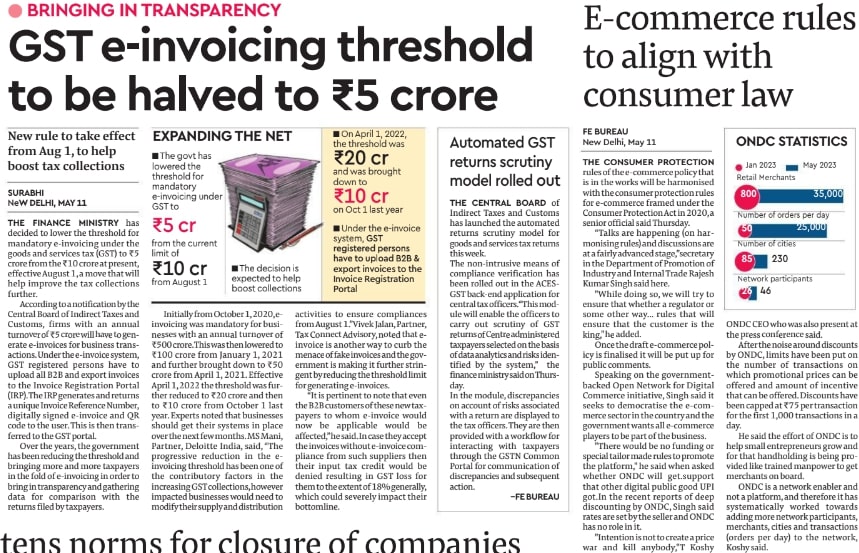 BRINGING IN TRANSPARENCY
GST e-invoicing threshold
to be halved to ₹5 crore
New rule to take effect
from Aug 1, to help
boost tax collections
SURABHI
NeW DELHI, MAY 11
THE FINANCE MINISTRY has
decided to lower the threshold for
mandatory e-invoicing under the
goods and services tax (GST) to ₹5
crore from the ₹10 crore at present,
effective August 1, a move that will
help improve the tax collections
further.
According to a notification by the
Central Board of Indirect Taxes and
Customs, firms with an annual
turnover of ₹5 crore will have to gen-
erate e-invoices for business trans-
actions. Under the e-invoice system,
GST registered persons have to
upload all B2B and export invoices
to the Invoice Registration Portal
(IRP). The IRP generates and returns
a unique Invoice Reference Number,
digitally signed e-invoice and QR
code to the user. This is then trans-
ferred to the GST portal.
Over the years, the government
has been reducing the threshold and
bringing more and more taxpayers
in the fold of e-invoicing in order to
bring in transparency and gathering
data for comparison with the
returns filed by taxpayers.
EXPANDING THE NET
The govt has
lowered the
threshold for
mandatory
e-invoicing under
GST to
₹5 cr
from the current
limit of
₹10 cr
from August 1
The decision is
expected to help
boost collections
On April 1, 2022,
the threshold was
₹20 cr
and was brought
down to
₹10 cr
on Oct 1 last year
Under the e-invoice
system, GST
registered persons
have to upload B2B &
export invoices to the
Invoice Registration
Portal
Initially from October 1, 2020, e-
invoicing was mandatory for busi-
nesses with an annual turnover of
₹500 crore. This was then lowered to
₹100 crore from January 1, 2021
and further brought down to ₹50
crore from April 1, 2021. Effective
April 1, 2022 the threshold was fur-
ther reduced to ₹20 crore and then
to ₹10 crore from October 1 last
year. Experts noted that businesses
should get their systems in place
over the next few months. MS Mani,
Partner, Deloitte India, said, "The
progressive reduction in the e-
invoicing threshold has been one of
the contributory factors in the
increasing GST collections, however
impacted businesses would need to
modify their supply and distribution
activities to ensure compliances
from August 1." Vivek Jalan, Partner,
Tax Connect Advisory, noted that e-
invoice is another way to curb the
menace of fake invoices and the gov-
ernment is making it further strin-
gent by reducing the threshold limit
for generating e-invoices.
"It is pertinent to note that even
the B2B customers of these new tax-
payers to whom e-invoice would
now be applicable would be
affected," he said. In case they accept
the invoices without e-invoice com-
pliance from such suppliers then
their input tax credit would be
denied resulting in GST loss for
them to the extent of 18% generally,
which could severely impact their
bottomline.
Automated GST
returns scrutiny
model rolled out
THE CENTRAL BOARD of
Indirect Taxes and Customs
has launched the automated
returns scrutiny model for
goods and service tax returns
this week.
The non-intrusive means of
compliance verification has
been rolled out in the ACES-
GST back-end application for
central tax officers. "This mod-
ule will enable the officers to
carry out scrutiny of GST
returns of Centre administered
taxpayers selected on the basis
of data analytics and risks iden-
tified by the system," the
finance ministry said on Thurs-
day.
In the module, discrepancies
on account of risks associated
with a return are displayed to
the tax officers. They are then
provided with a workflow for
interacting with taxpayers
through the GSTN Common
Portal for communication of
discrepancies and subsequent
action.
–FE BUREAU
E-commerce rules
to align with
consumer law
FE BUREAU
New Delhi, May 11
THE CONSUMER PROTECTION
rules of the e-commerce policy that
is in the works will be harmonised
with the consumer protection rules
for e-commerce framed under the
Consumer Protection Act in 2020, a
senior official said Thursday.
"Talks are happening (on har-
monising rules) and discussions are
at a fairly advanced stage," secretary
in the Department of Promotion of
Industry and Internal Trade Rajesh
Kumar Singh said here.
"While doing so, we will try to
ensure that whether a regulator or
some other way... rules that will
ensure that the customer is the
king," he added.
Once the draft e-commerce pol-
icy is finalised it will be put up for
public comments.
Speaking on the government-
backed Open Network for Digital
Commerce initiative, Singh said it
seeks to democratise the e-com-
merce sector in the country and the
government wants all e-commerce
players to be part of the business.
"There would be no funding or
special tailor made rules to promote
the platform," he said when asked
whether ONDC will get.support
that other digital public good UPI
got. In the recent reports of deep
discounting by ONDC, Singh said
rates are set by the seller and ONDC
has no role in it.
"Intention is not to create a price
war and kill anybody," T Koshy
ONDC STATISTICS
Jan 2023 May 2023
Retail Merchants
800 35,000
Number of orders per day
50 25,000
Number of cities
85 230
Network participants
26 46
ONDC CEO who was also present at
the press conference said.
After the noise around discounts
by ONDC, limits have been put on
the number of transactions on
which promotional prices can be
offered and amount of incentive
that can be offered. Discounts have
been capped at ₹75 per transaction
for the first 1,000 transactions in a
day.
He said the effort of ONDC is to
help small entrepreneurs grow and
for that handholding is being pro-
vided like trained manpower to get
merchants on board.
ONDC is a network enabler and
not a platform, and therefore it has
systematically worked towards
adding more network participants,
merchants, cities and transactions
(orders per day) to the network,
Koshy said.
tens norms for closure of companies